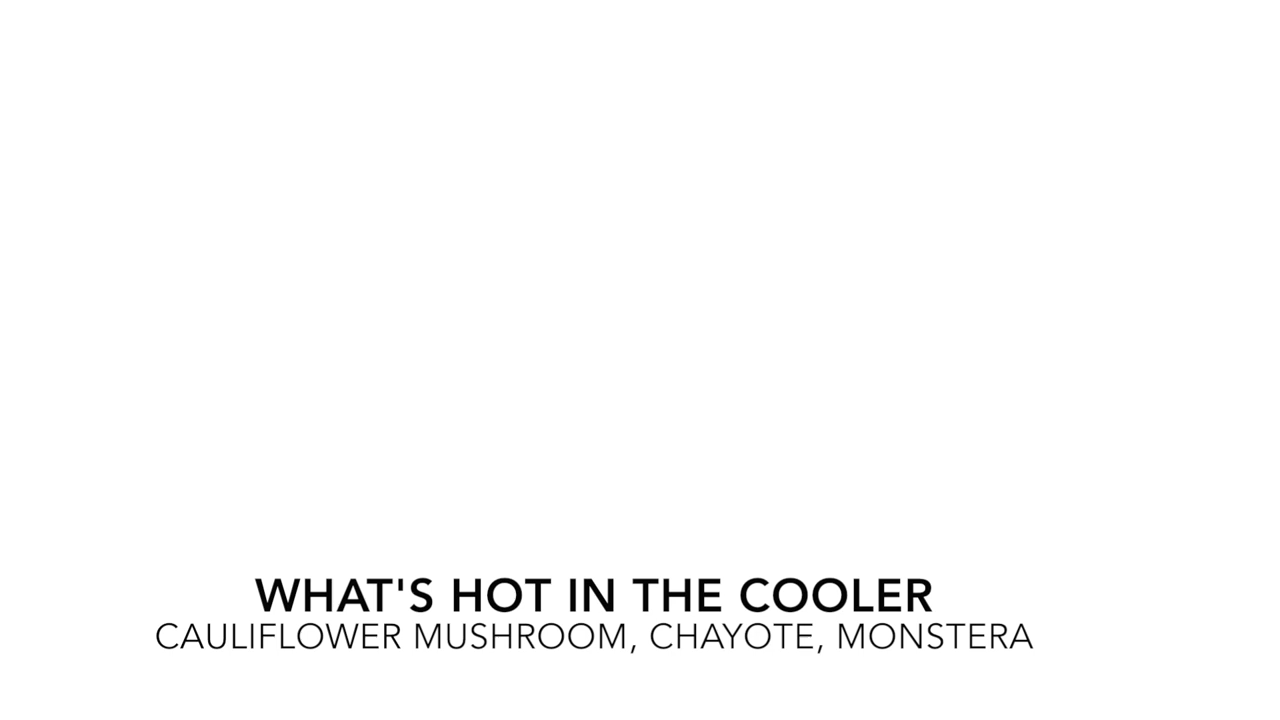 WHAT'S HOT IN THE COOLER
CAULIFLOWER MUSHROOM, CHAYOTE, MONSTERA